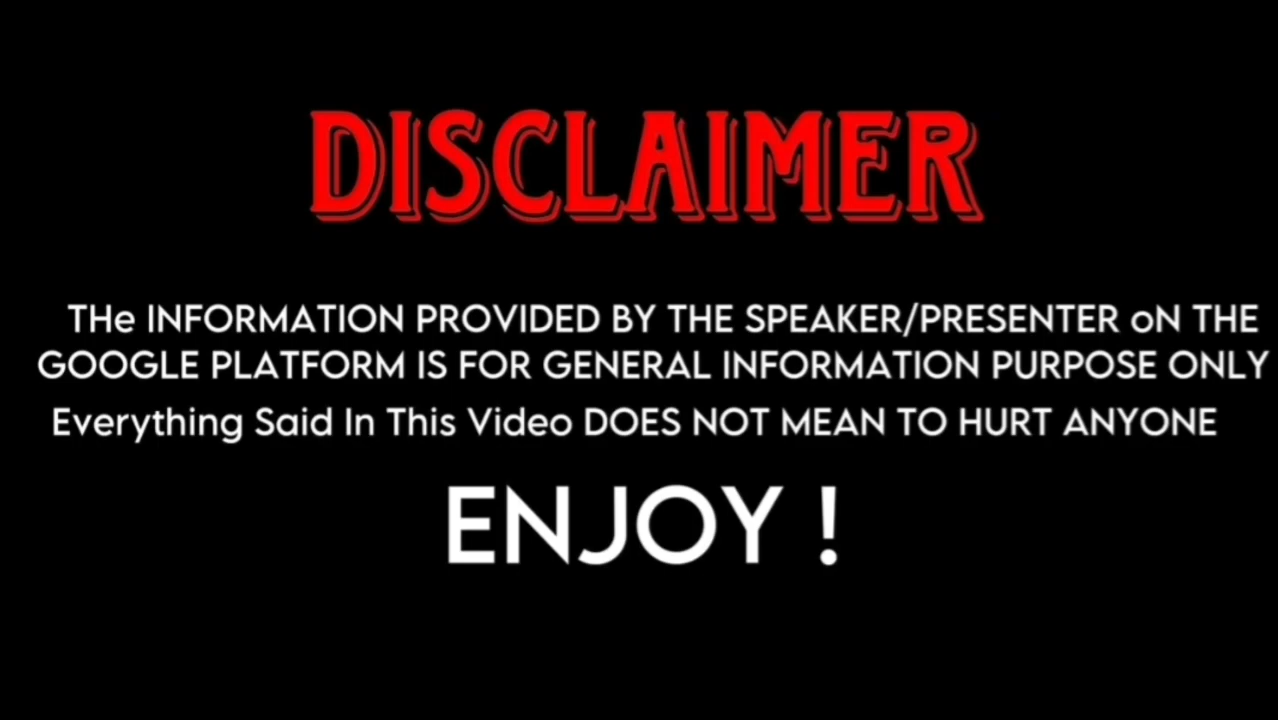 DISCLAIMER
THe INFORMATION PROVIDED BY THE SPEAKER/PRESENTER oN THE
GOOGLE PLATFORM IS FOR GENERAL INFORMATION PURPOSE ONLY
Everything Said In This Video DOES NOT MEAN TO HURT ANYONE
ENJOY !